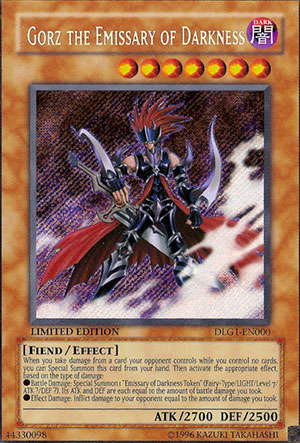 GORZ THE EMISSARY OF DARKNESS
DARK
闇
LIMITED EDITION
DLG1-EN000
[FIEND / EFFECT]
When you take damage from a card your opponent controls while you control no cards,
you can Special Summon this card from your hand. Then activate the appropriate effect,
based on the type of damage:
●Battle Damage: Special Summon 1 "Emissary of Darkness Token" (Fairy-Type/LIGHT/Level 7/
ATK ?/DEF ?). Its ATK and DEF are each equal to the amount of battle damage you took.
●Effect Damage: Inflict damage to your opponent equal to the amount of damage you took.
ATK/2700 DEF/2500
44330098
©1996 KAZUKI TAKAHASHI